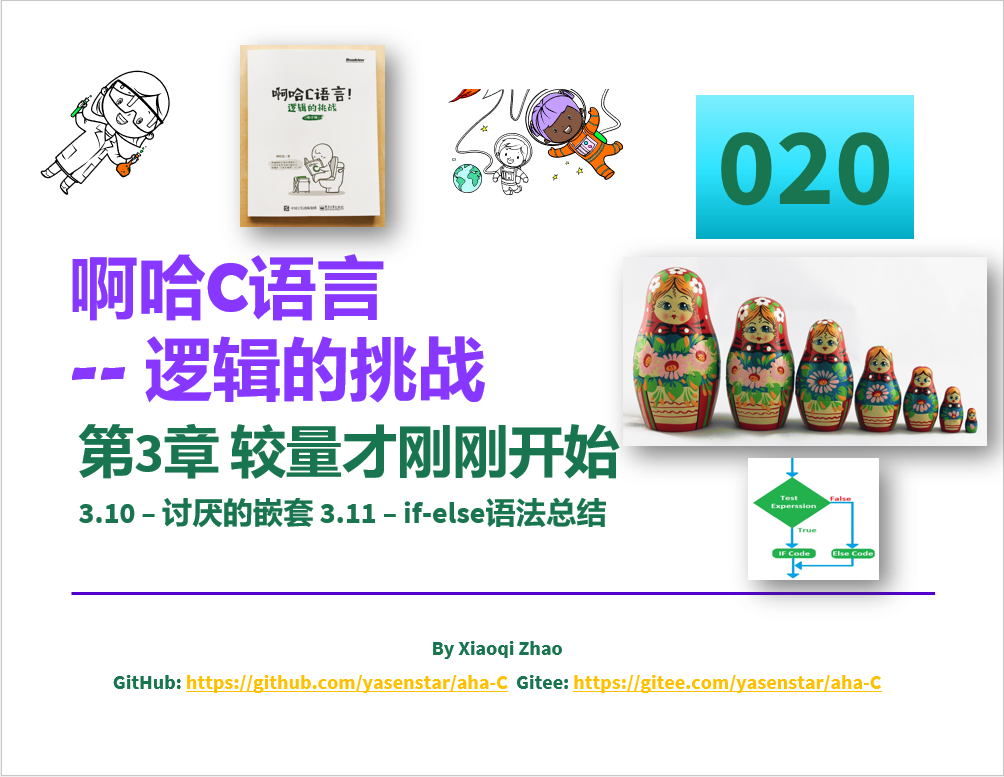 啊哈C语言!
逻辑的挑战
020
啊哈C语言
-- 逻辑的挑战
第3章 较量才刚刚开始
3.10 – 讨厌的嵌套 3.11 – if-else语法总结
Test
Experssion
False
True
IF Code
Else Code
By Xiaoqi Zhao
GitHub: https://github.com/yasenstar/aha-C Gitee: https://gitee.com/yasenstar/aha-C